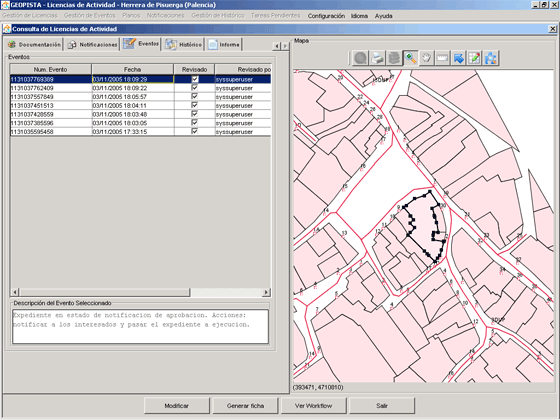 GEOPISTA - Licencias de Actividad - Herrera de Pisuerga (Palencia)
Gestión de Licencias Gestión de Eventos Planos Gestión de Histórico Tareas Pendientes Configuración Idioma Ayuda
Consulta de Licencias de Actividad
Documentación Notificaciones Eventos Histórico Informe
Mapa
Eventos
Num. Evento Fecha Revisado Revisado po
1131037769389 03/11/2005 18:09:29 syssuperuser
1131037762409 03/11/2005 18:09:22 syssuperuser
1131037557849 03/11/2005 18:05:57 syssuperuser
1131037451513 03/11/2005 18:04:11 syssuperuser
1131037428559 03/11/2005 18:03:48 syssuperuser
1131037385596 03/11/2005 18:03:05 syssuperuser
1131035595458 03/11/2005 17:33:15 syssuperuser
Descripción del Evento Seleccionado
Expediente en estado de notificacion de aprobacion. Acciones:
notificar a los interesados y pasar el expediente a ejecucion.
(393471, 4710810)
Modificar Generar ficha Ver Workflow Salir